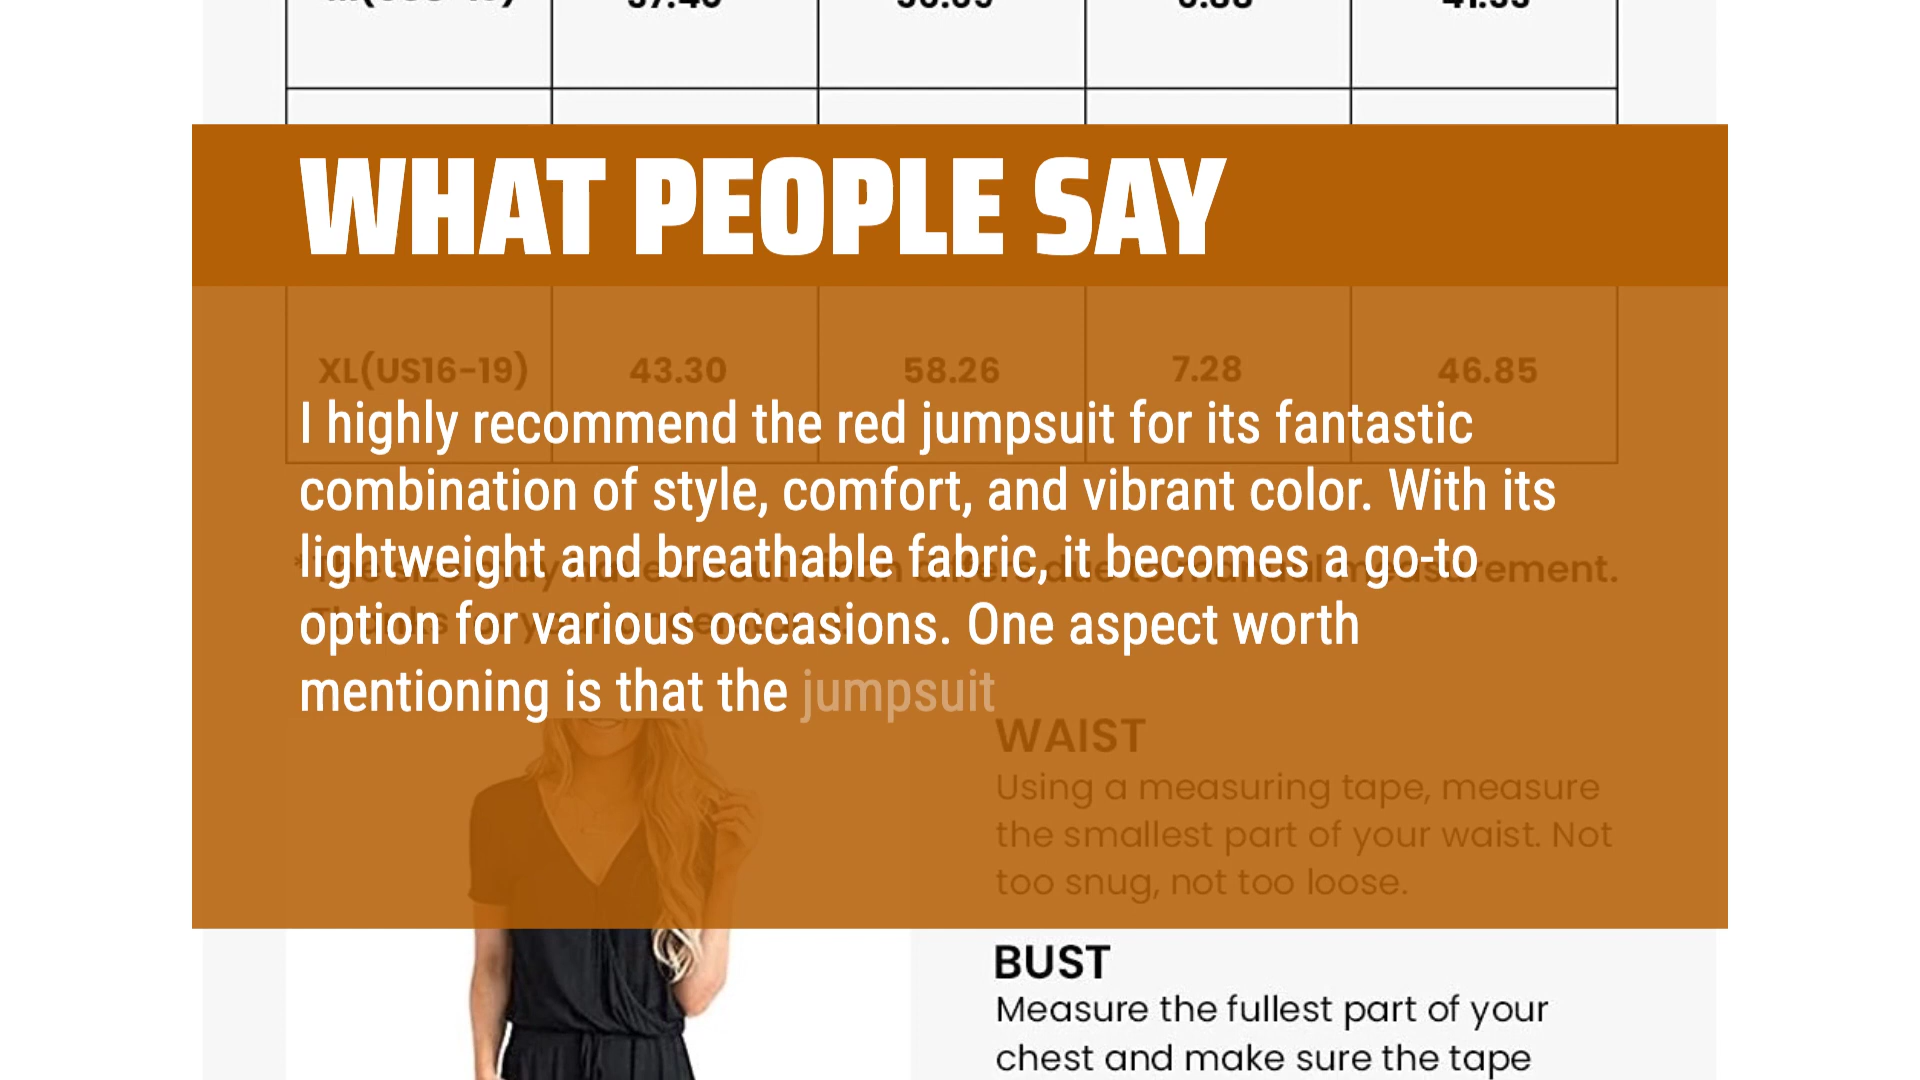 WHAT PEOPLE SAY
XL(US16-19) 43.30 58.26 7.28 46.85
I highly recommend the red jumpsuit for its fantastic
combination of style, comfort, and vibrant color. With its
lightweight and breathable fabric, it becomes a go-to
option for various occasions. One aspect worth
mentioning is that the jumpsuit
WAIST
Using a measuring tape, measure
the smallest part of your waist. Not
too snug, not too loose.
BUST
Measure the fullest part of your
chest and make sure the tape